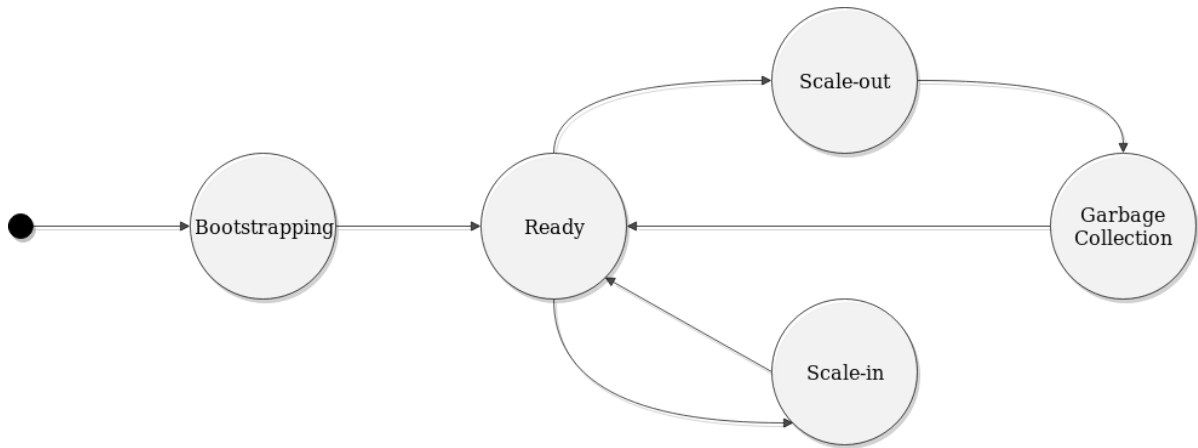 Scale-out
Bootstrapping
Ready
Garbage
Collection
Scale-in